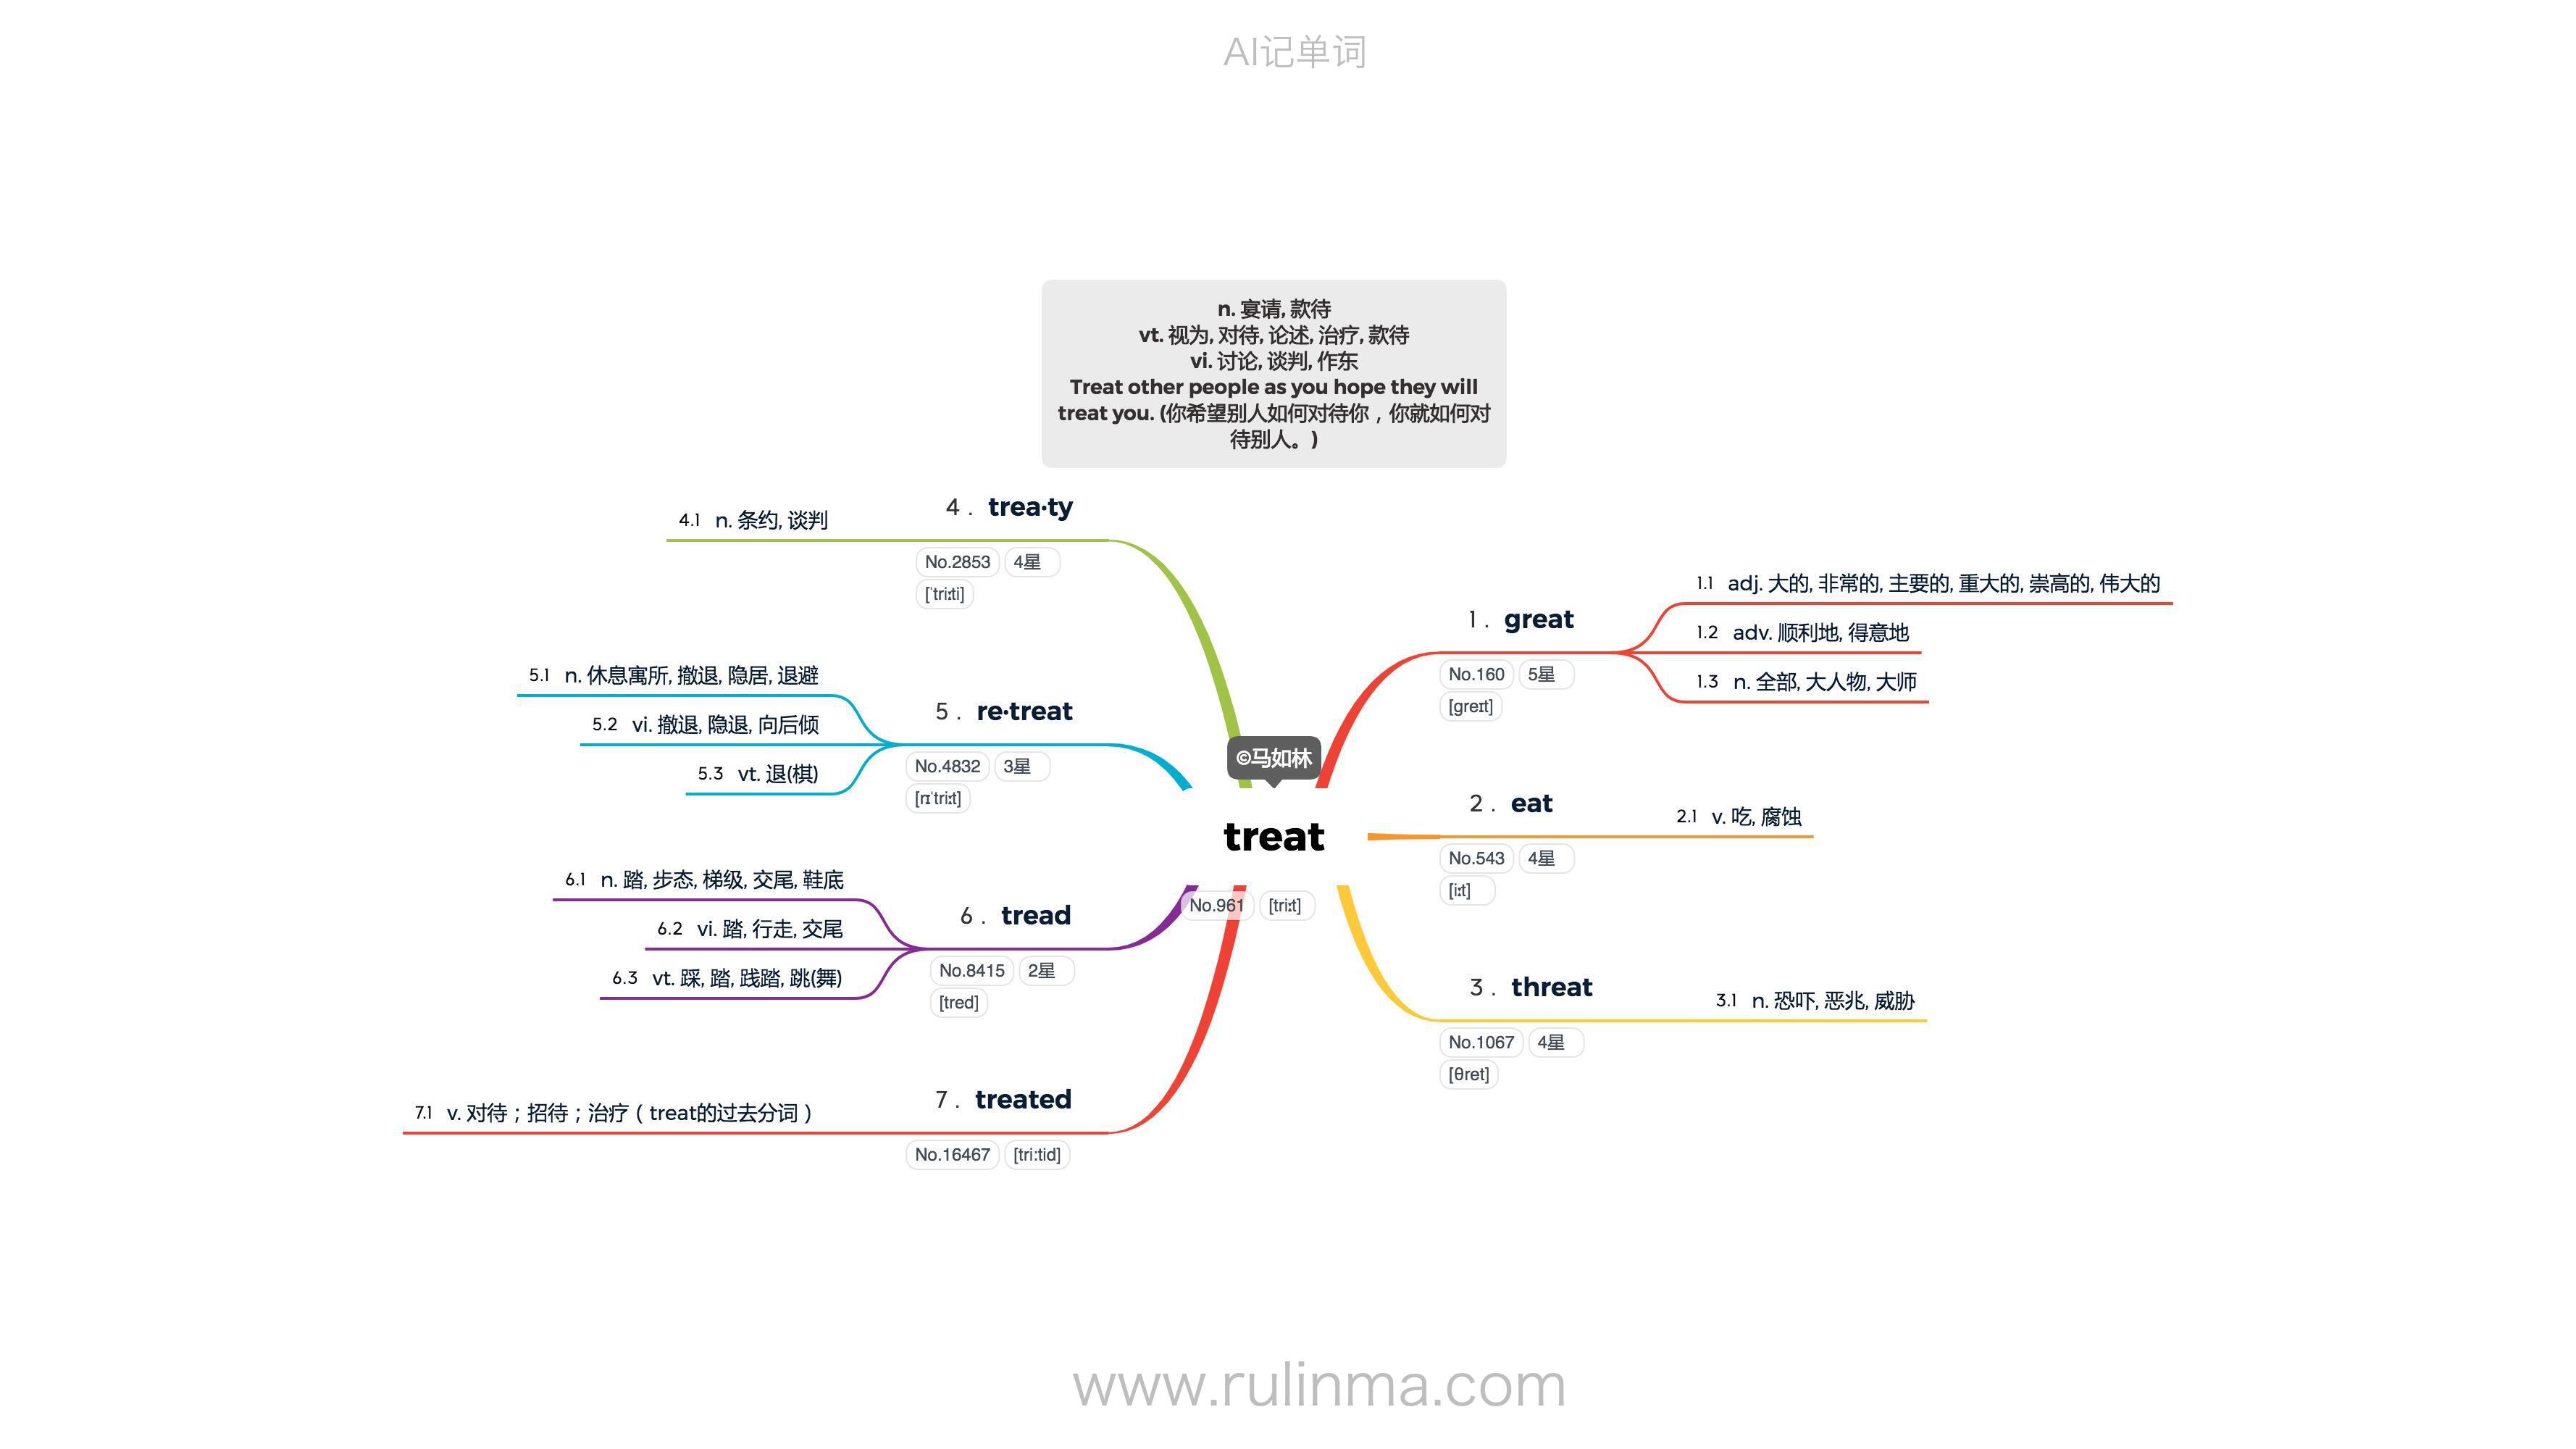 AI记单词
n. 宴请, 款待
vt. 视为, 对待, 论述, 治疗, 款待
vi. 讨论, 谈判, 作东
Treat other people as you hope they will
treat you. (你希望别人如何对待你，你就如何对
待别人。)
©马如林
treat
No.961 [triːt]
1. great
No.160 5星
[ɡreɪt]
1.1 adj. 大的, 非常的, 主要的, 重大的, 崇高的, 伟大的
1.2 adv. 顺利地, 得意地
1.3 n. 全部, 大人物, 大师
2. eat
No.543 4星
[iːt]
2.1 v. 吃, 腐蚀
3. threat
No.1067 4星
[θret]
3.1 n. 恐吓, 恶兆, 威胁
4. trea·ty
No.2853 4星
[ˈtriːti]
4.1 n. 条约, 谈判
5. re·treat
No.4832 3星
[rɪˈtriːt]
5.1 n. 休息寓所, 撤退, 隐居, 退避
5.2 vi. 撤退, 隐退, 向后倾
5.3 vt. 退(棋)
6. tread
No.8415 2星
[tred]
6.1 n. 踏, 步态, 梯级, 交尾, 鞋底
6.2 vi. 踏, 行走, 交尾
6.3 vt. 踩, 踏, 践踏, 跳(舞)
7. treated
No.16467 [tri:tid]
7.1 v. 对待；招待；治疗（treat的过去分词）
www.rulinma.com